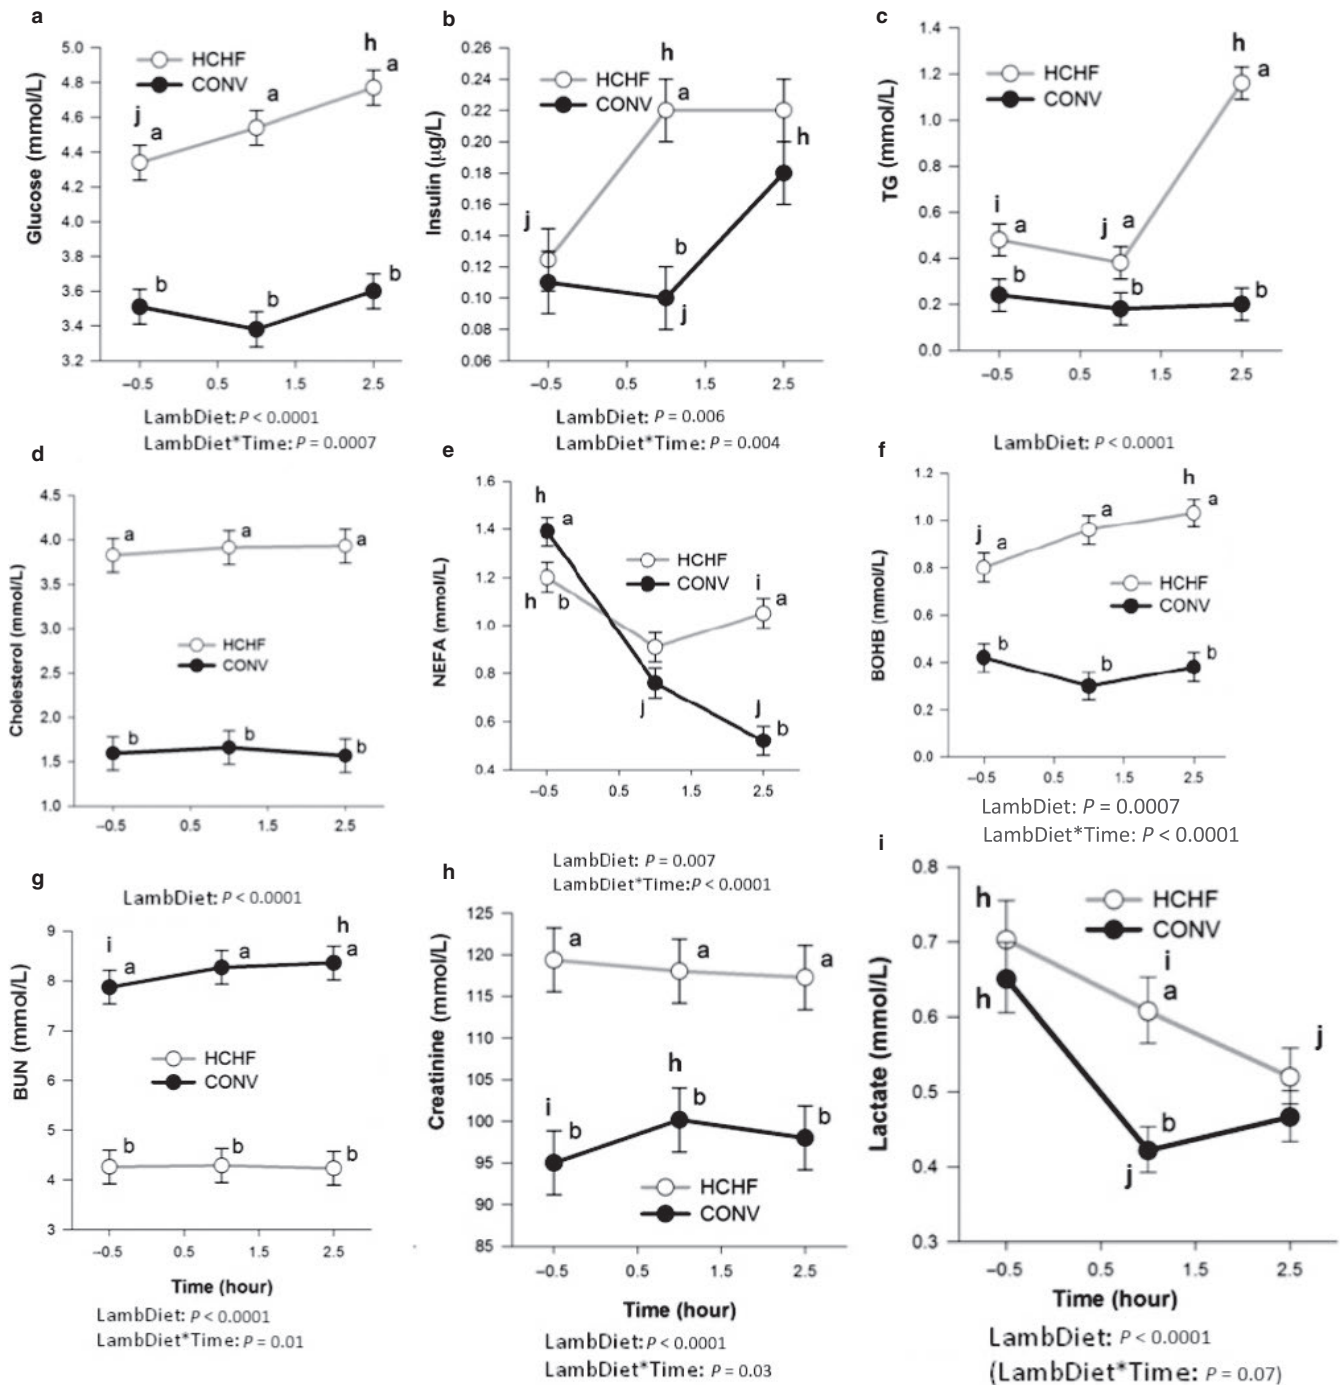 a
5.0
4.8
4.6
4.4
4.2
4.0
3.8
3.6
3.4
3.2
Glucose (mmol/L)
HCHF
CONV
j
a
a
h
a
b
b
b
–0.5
0.5
1.5
2.5
LambDiet: P < 0.0001
LambDiet*Time: P = 0.0007
b
0.26
0.24
0.22
0.20
0.18
0.16
0.14
0.12
0.10
0.08
0.06
Insulin (µg/L)
HCHF
CONV
h
a
j
b
j
h
–0.5
0.5
1.5
2.5
LambDiet: P = 0.006
LambDiet*Time: P = 0.004
c
1.4
1.2
1.0
0.8
0.6
0.4
0.2
0.0
TG (mmol/L)
HCHF
CONV
h
a
i
a
j
a
b
b
b
–0.5
0.5
1.5
2.5
LambDiet: P < 0.0001
d
4.5
4.0
3.5
3.0
2.5
2.0
1.5
1.0
Cholesterol (mmol/L)
a
a
a
HCHF
CONV
b
b
b
–0.5
0.5
1.5
2.5
LambDiet: P < 0.0001
e
1.6
1.4
1.2
1.0
0.8
0.6
0.4
NEFA (mmol/L)
h
a
HCHF
CONV
h
b
i
a
j
j
b
–0.5
0.5
1.5
2.5
LambDiet: P = 0.007
LambDiet*Time: P < 0.0001
f
1.2
1.0
0.8
0.6
0.4
0.2
0.0
BOHB (mmol/L)
j
a
a
h
a
HCHF
CONV
b
b
b
–0.5
0.5
1.5
2.5
LambDiet: P = 0.0007
LambDiet*Time: P < 0.0001
g
9
8
7
6
5
4
3
BUN (mmol/L)
i
a
a
h
a
HCHF
CONV
b
b
b
–0.5
0.5
1.5
2.5
Time (hour)
LambDiet: P < 0.0001
LambDiet*Time: P = 0.01
h
125
120
115
110
105
100
95
90
85
Creatinine (mmol/L)
a
a
a
i
b
h
b
b
HCHF
CONV
–0.5
0.5
1.5
2.5
Time (hour)
LambDiet: P < 0.0001
LambDiet*Time: P = 0.03
i
0.8
0.7
0.6
0.5
0.4
0.3
Lactate (mmol/L)
HCHF
CONV
h
h
i
a
j
b
j
–0.5
0.5
1.5
2.5
Time (hour)
LambDiet: P < 0.0001
(LambDiet*Time: P = 0.07)